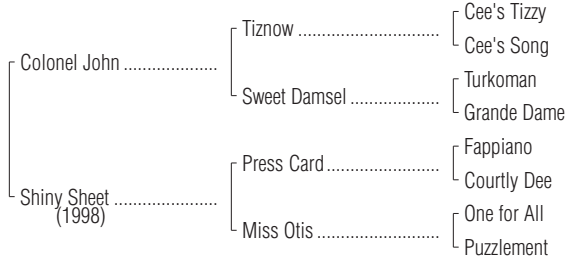 Cee's Tizzy
Tiznow ........................................
Cee's Song
Colonel John ......................
Turkoman
Sweet Damsel ......................
Grande Dame
Fappiano
Press Card ..........................
Courtly Dee
Shiny Sheet ........................
(1998)
One for All
Miss Otis .............................
Puzzlement